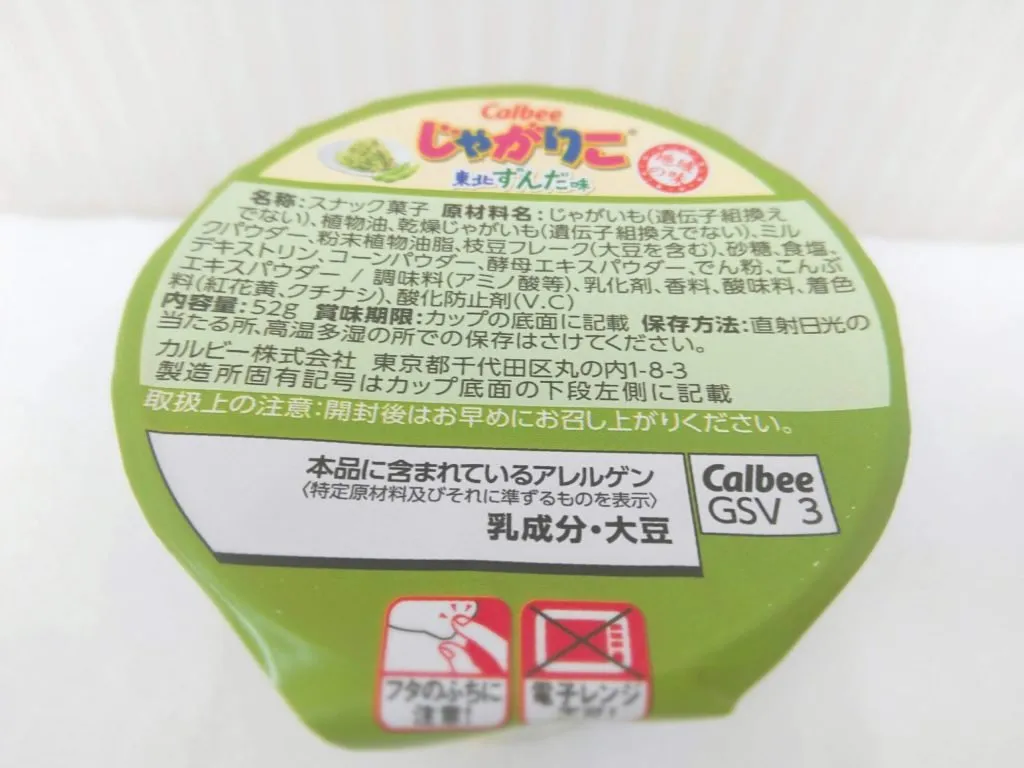 Calbee
じゃがりこ
東北ずんだ味
地域の味
名称:スナック菓子 原材料名:じゃがいも(遺伝子組換え
でない)、植物油、乾燥じゃがいも(遺伝子組換えでない)、ミル
クパウダー、粉末植物油脂、枝豆フレーク(大豆を含む)、砂糖、食塩、
デキストリン、コーンパウダー、酵母エキスパウダー、でん粉、こんぶ
エキスパウダー / 調味料(アミノ酸等)、乳化剤、香料、酸味料、着色
料(紅花黄、クチナシ)、酸化防止剤(V.C)
内容量:52g 賞味期限:カップの底面に記載 保存方法:直射日光の
当たる所、高温多湿の所での保存はさけてください。
カルビー株式会社 東京都千代田区丸の内1-8-3
製造所固有記号はカップ底面の下段左側に記載
取扱上の注意:開封後はお早めにお召し上がりください。
本品に含まれているアレルゲン
〈特定原材料及びそれに準ずるものを表示〉
乳成分・大豆
Calbee
GSV 3
フタのふちに
注意!
電子レンジ